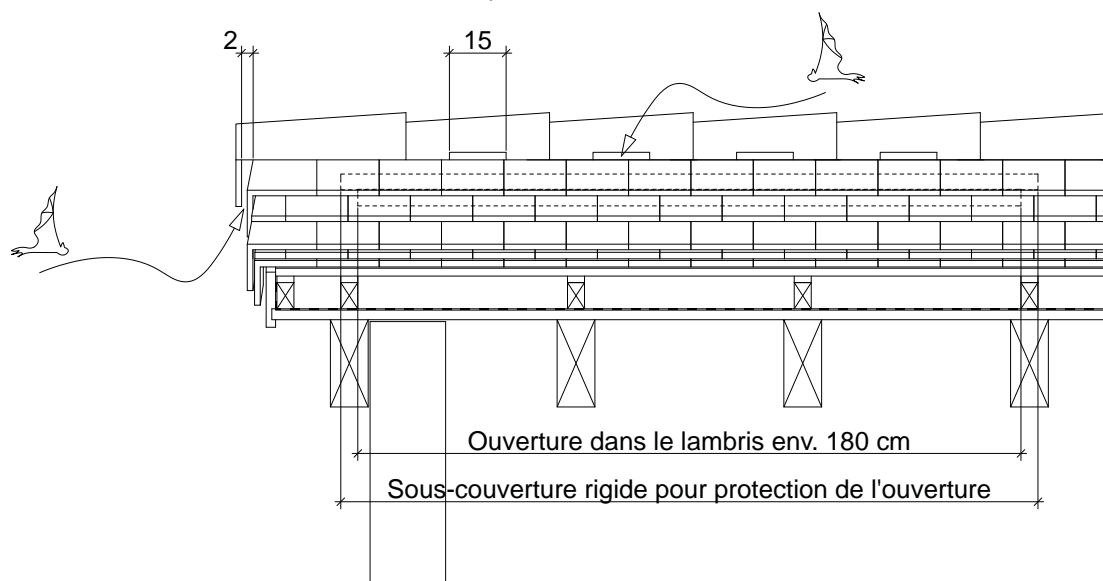 2
15
Ouverture dans le lambris env. 180 cm
Sous-couverture rigide pour protection de l'ouverture